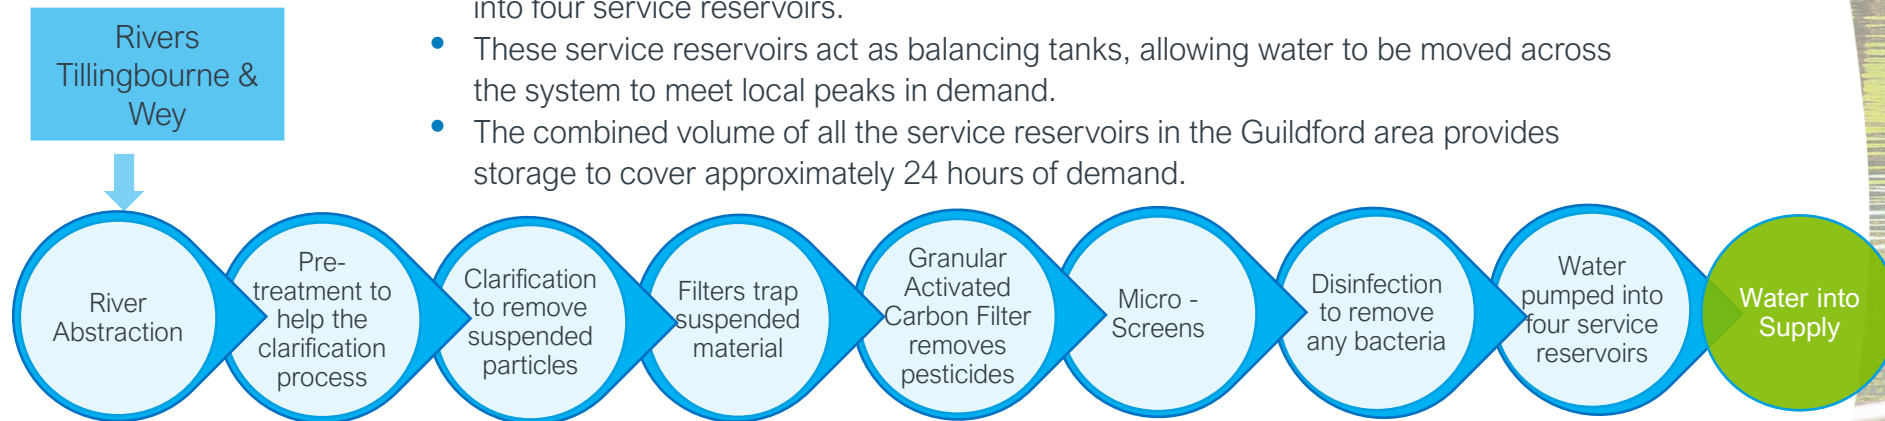 into four service reservoirs.
Rivers
Tillingbourne &
Wey
• These service reservoirs act as balancing tanks, allowing water to be moved across
the system to meet local peaks in demand.
• The combined volume of all the service reservoirs in the Guildford area provides
storage to cover approximately 24 hours of demand.
River
Abstraction
Pre-
treatment to
help the
clarification
process
Clarification
to remove
suspended
particles
Filters trap
suspended
material
Granular
Activated
Carbon Filter
removes
pesticides
Micro -
Screens
Disinfection
to remove
any bacteria
Water
pumped into
four service
reservoirs
Water into
Supply